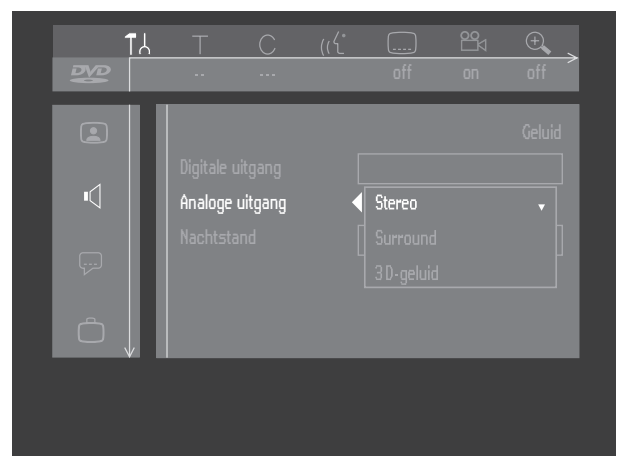 T C
DVD -- --- off on off
Geluid
Digitale uitgang
Analoge uitgang Stereo
Nachtstand Surround
3D-geluid